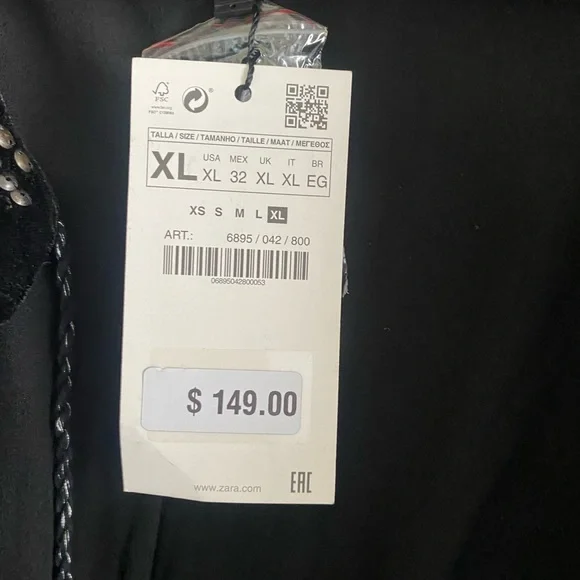 FSC
TALLA / SIZE / TAMANHO / TAILLE / MAAT / ΜΕΓΕΘΟΣ
XL
USA MEX UK IT BR
XL 32 XL XL EG
XS S M L XL
ART.: 6895 / 042 / 800
06895042800053
$ 149.00
www.zara.com
EAC